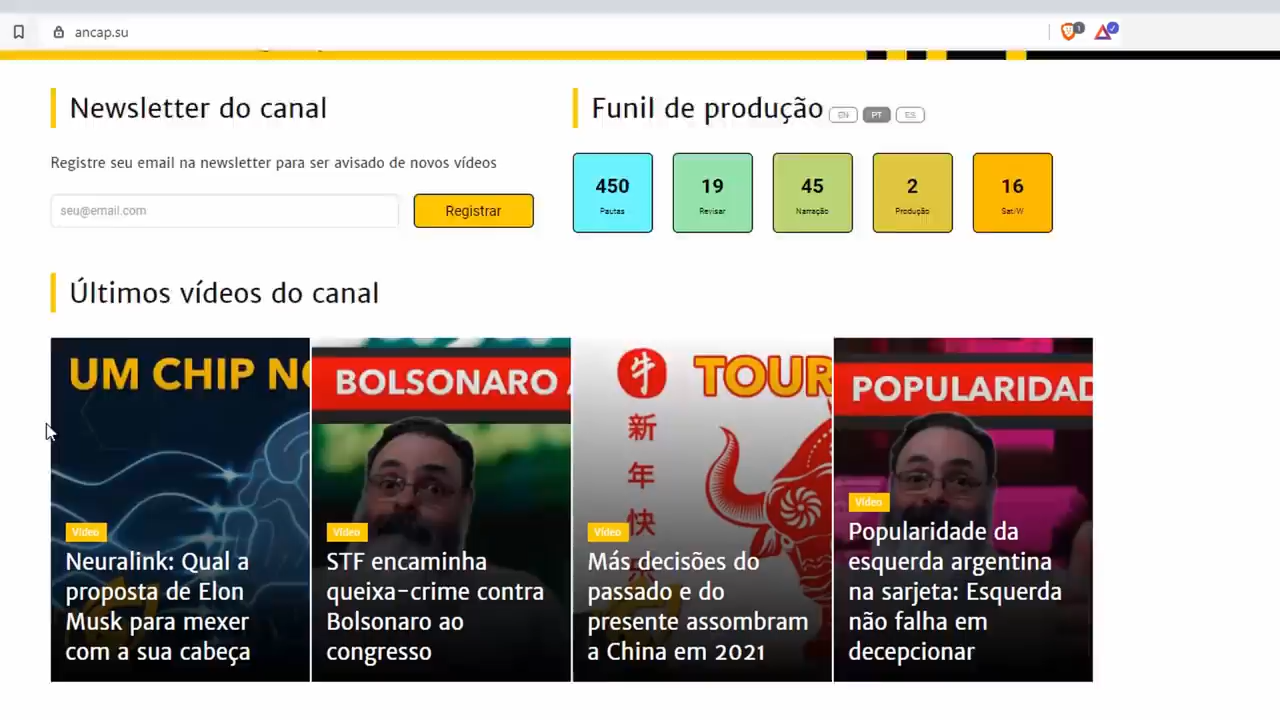 ancap.su
1
Newsletter do canal
Registre seu email na newsletter para ser avisado de novos vídeos
seu@email.com
Registrar
Funil de produção
EN
PT
ES
450
Pautas
19
Revisar
45
Narração
2
Produção
16
Sat/W
Últimos vídeos do canal
UM CHIP NO
Vídeo
Neuralink: Qual a
proposta de Elon
Musk para mexer
com a sua cabeça
BOLSONARO
Vídeo
STF encaminha
queixa-crime contra
Bolsonaro ao
congresso
牛
新
年
快
TOUR
Vídeo
Más decisões do
passado e do
presente assombram
a China em 2021
POPULARIDAD
Vídeo
Popularidade da
esquerda argentina
na sarjeta: Esquerda
não falha em
decepcionar